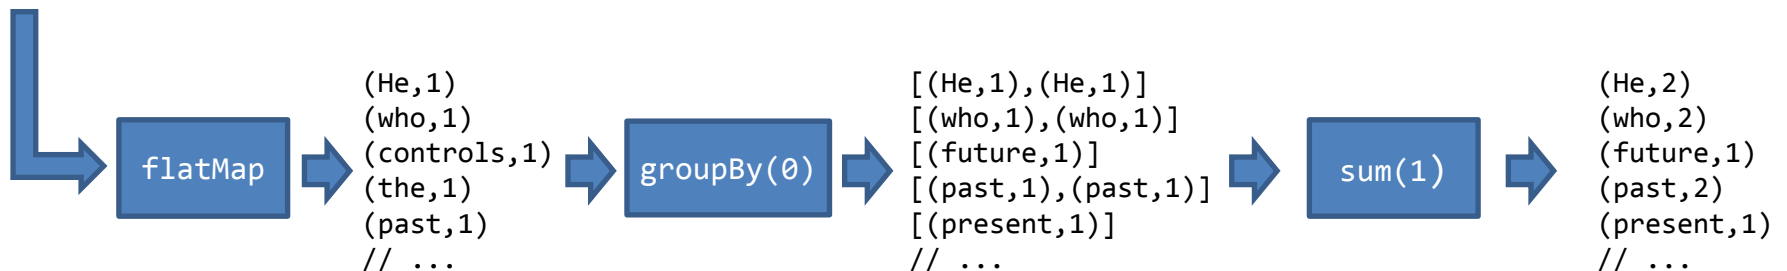 flatMap
(He,1)
(who,1)
(controls,1)
(the,1)
(past,1)
// ...
groupBy(0)
[(He,1),(He,1)]
[(who,1),(who,1)]
[(future,1)]
[(past,1),(past,1)]
[(present,1)]
// ...
sum(1)
(He,2)
(who,2)
(future,1)
(past,2)
(present,1)
// ...